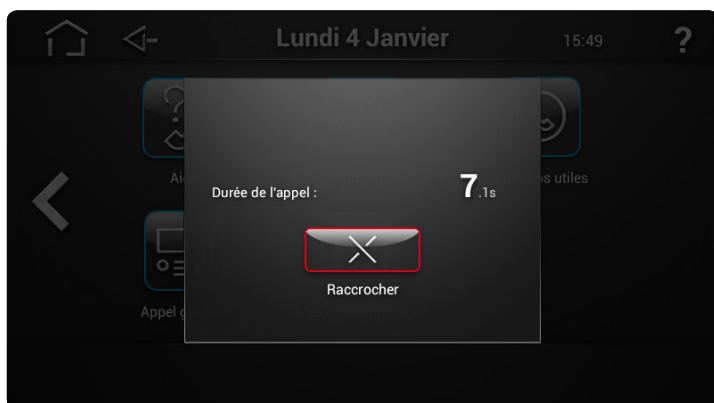 Lundi 4 Janvier
15:49
?
Durée de l'appel :
7.1s
utiles
Raccrocher
Appel